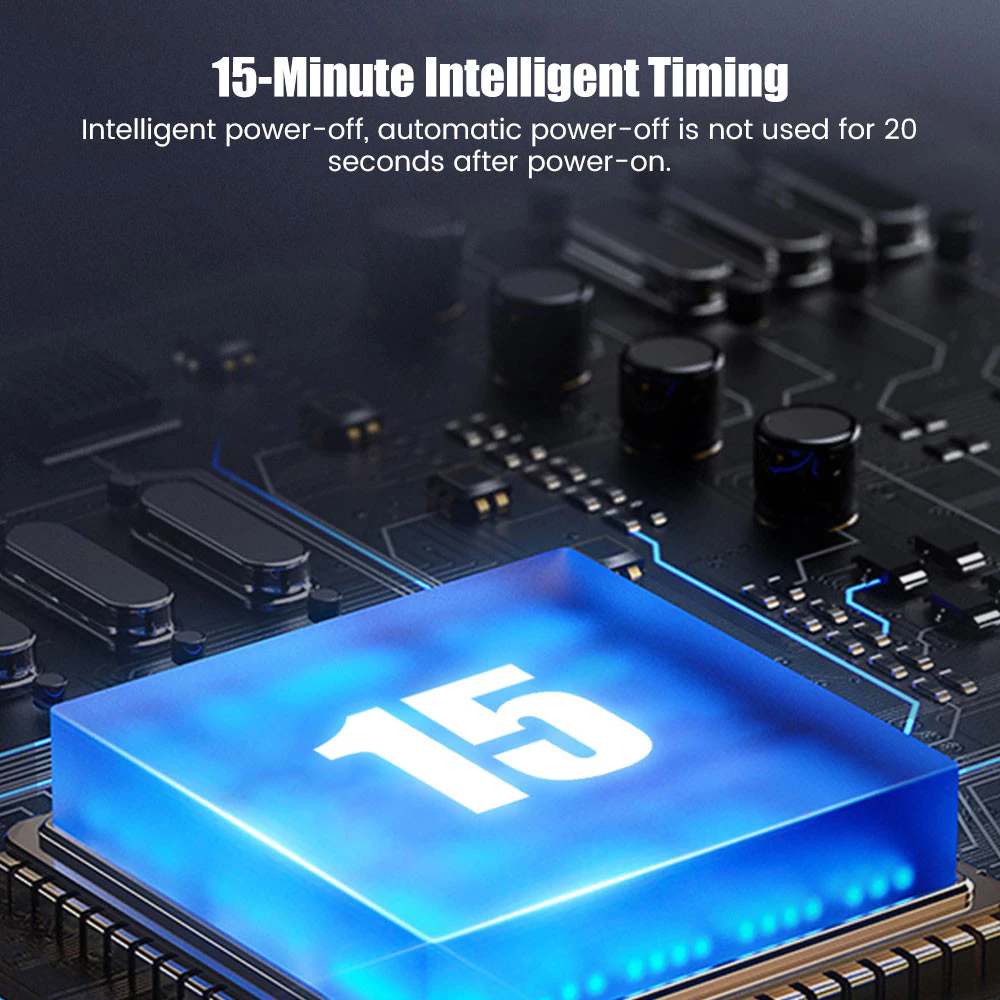 15-Minute Intelligent Timing
Intelligent power-off, automatic power-off is not used for 20
seconds after power-on.
15